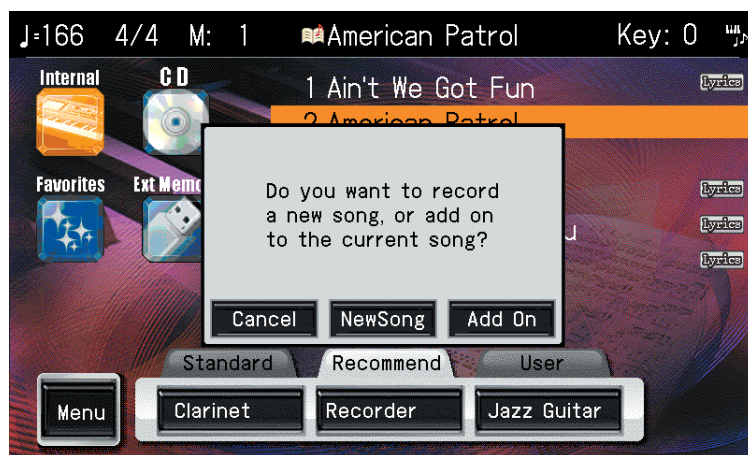 ♩=166 4/4 M: 1 American Patrol Key: 0
Internal CD
1 Ain't We Got Fun Lyrics
2 American Patrol
Favorites Ext Memo
Lyrics
u Lyrics
Lyrics
Do you want to record
a new song, or add on
to the current song?
Cancel NewSong Add On
Standard Recommend User
Menu Clarinet Recorder Jazz Guitar